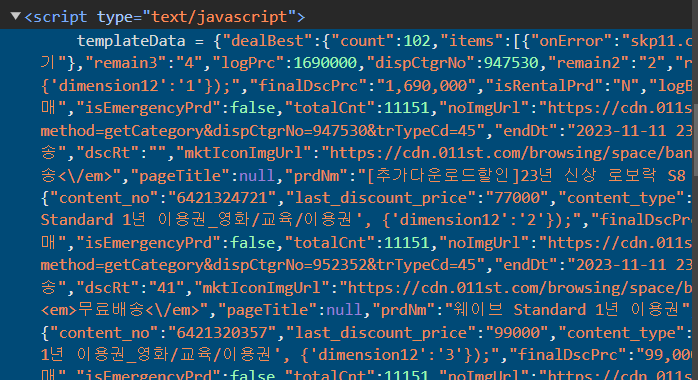 ▼<script type="text/javascript">
templateData = {"dealBest":{"count":102,"items":[{"onError":"skp11.c
기"},"remain3":"4","logPrc":1690000,"dispCtgrNo":947530,"remain2":"2","r
{'dimension12':'1'});","finalDscPrc":"1,690,000","isRentalPrd":"N","logB
매","isEmergencyPrd":false,"totalCnt":11151,"noImgUrl":"https://cdn.011s
method=getCategory&dispCtgrNo=947530&trTypeCd=45","endDt":"2023-11-11 23
송","dscRt":"","mktIconImgUrl":"https://cdn.011st.com/browsing/space/ban
송<\/em>","pageTitle":null,"prdNm":"[추가다운로드할인]23년 신상 로보락 S8
{"content_no":"6421324721","last_discount_price":"77000","content_type":
Standard 1년 이용권_영화/교육/이용권', {'dimension12':'2'});","finalDscPrc
매","isEmergencyPrd":false,"totalCnt":11151,"noImgUrl":"https://cdn.011s
method=getCategory&dispCtgrNo=952352&trTypeCd=45","endDt":"2023-11-11 23
송","dscRt":"41","mktIconImgUrl":"https://cdn.011st.com/browsing/space/b
<em>무료배송<\/em>","pageTitle":null,"prdNm":"웨이브 Standard 1년 이용권"
{"content_no":"6421320357","last_discount_price":"99000","content_type":
1년 이용권_영화/교육/이용권', {'dimension12':'3'});","finalDscPrc":"99,000
매","isEmergencyPrd":false,"totalCnt":11151,"noImgUrl":"https://cdn.011s